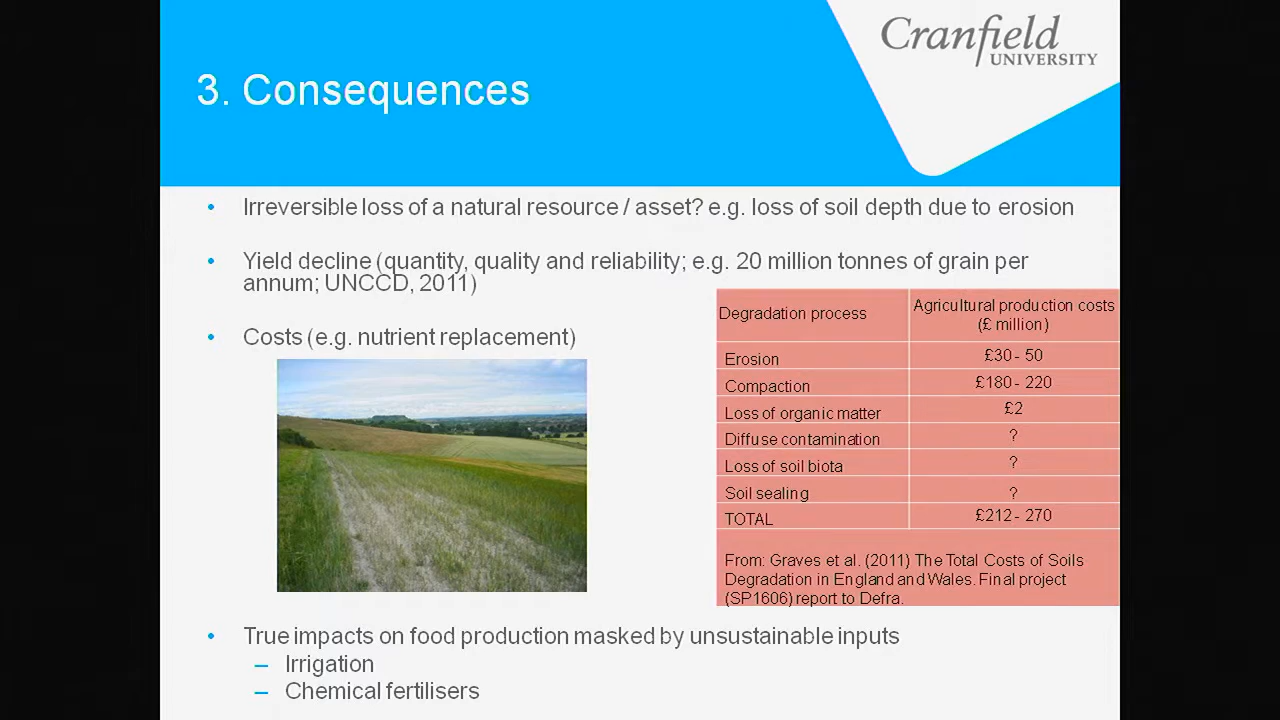 Cranfield
UNIVERSITY
3. Consequences
• Irreversible loss of a natural resource / asset? e.g. loss of soil depth due to erosion
• Yield decline (quantity, quality and reliability; e.g. 20 million tonnes of grain per
annum; UNCCD, 2011)
• Costs (e.g. nutrient replacement)
Degradation process
Agricultural production costs
(£ million)
Erosion £30 - 50
Compaction £180 - 220
Loss of organic matter £2
Diffuse contamination ?
Loss of soil biota ?
Soil sealing ?
TOTAL £212 - 270
From: Graves et al. (2011) The Total Costs of Soils
Degradation in England and Wales. Final project
(SP1606) report to Defra.
• True impacts on food production masked by unsustainable inputs
– Irrigation
– Chemical fertilisers